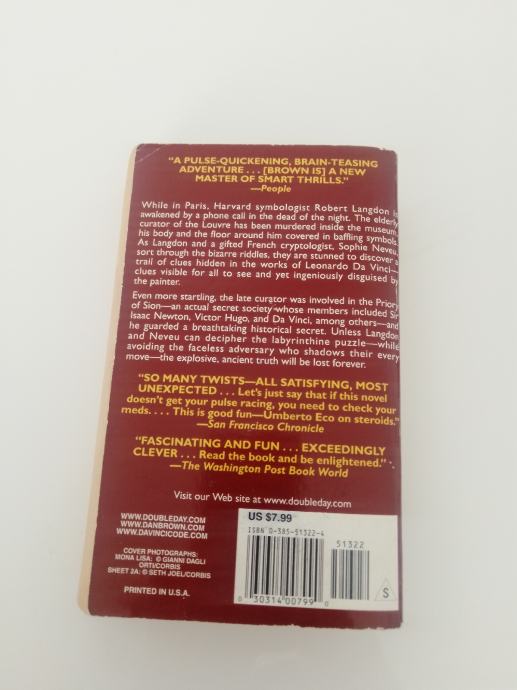 "A PULSE-QUICKENING, BRAIN-TEASING
ADVENTURE . . . [BROWN IS] A NEW
MASTER OF SMART THRILLS."
—People
While in Paris, Harvard symbologist Robert Langdon is
awakened by a phone call in the dead of the night. The elderly
curator of the Louvre has been murdered inside the museum,
his body and the floor around him covered in baffling symbols.
As Langdon and a gifted French cryptologist, Sophie Neveu,
sort through the bizarre riddles, they are stunned to discover a
trail of clues hidden in the works of Leonardo Da Vinci—
clues visible for all to see and yet ingeniously disguised by
the painter.
Even more startling, the late curator was involved in the Priory
of Sion—an actual secret society whose members included Sir
Isaac Newton, Victor Hugo, and Da Vinci, among others—and
he guarded a breathtaking historical secret. Unless Langdon
and Neveu can decipher the labyrinthine puzzle—while
avoiding the faceless adversary who shadows their every
move—the explosive, ancient truth will be lost forever.
"SO MANY TWISTS—ALL SATISFYING, MOST
UNEXPECTED . . . Let's just say that if this novel
doesn't get your pulse racing, you need to check your
meds. . . . This is good fun—Umberto Eco on steroids."
—San Francisco Chronicle
"FASCINATING AND FUN . . . EXCEEDINGLY
CLEVER . . . Read the book and be enlightened."
—The Washington Post Book World
Visit our Web site at www.doubleday.com
WWW.DOUBLEDAY.COM
WWW.DANBROWN.COM
WWW.DAVINCICODE.COM
COVER PHOTOGRAPHS:
MONA LISA: © GIANNI DAGLI
ORTI/CORBIS
SHEET 2A: © SETH JOEL/CORBIS
PRINTED IN U.S.A.
US $7.99
ISBN 0-385-51322-4
51322
0 30314 00799 0
S